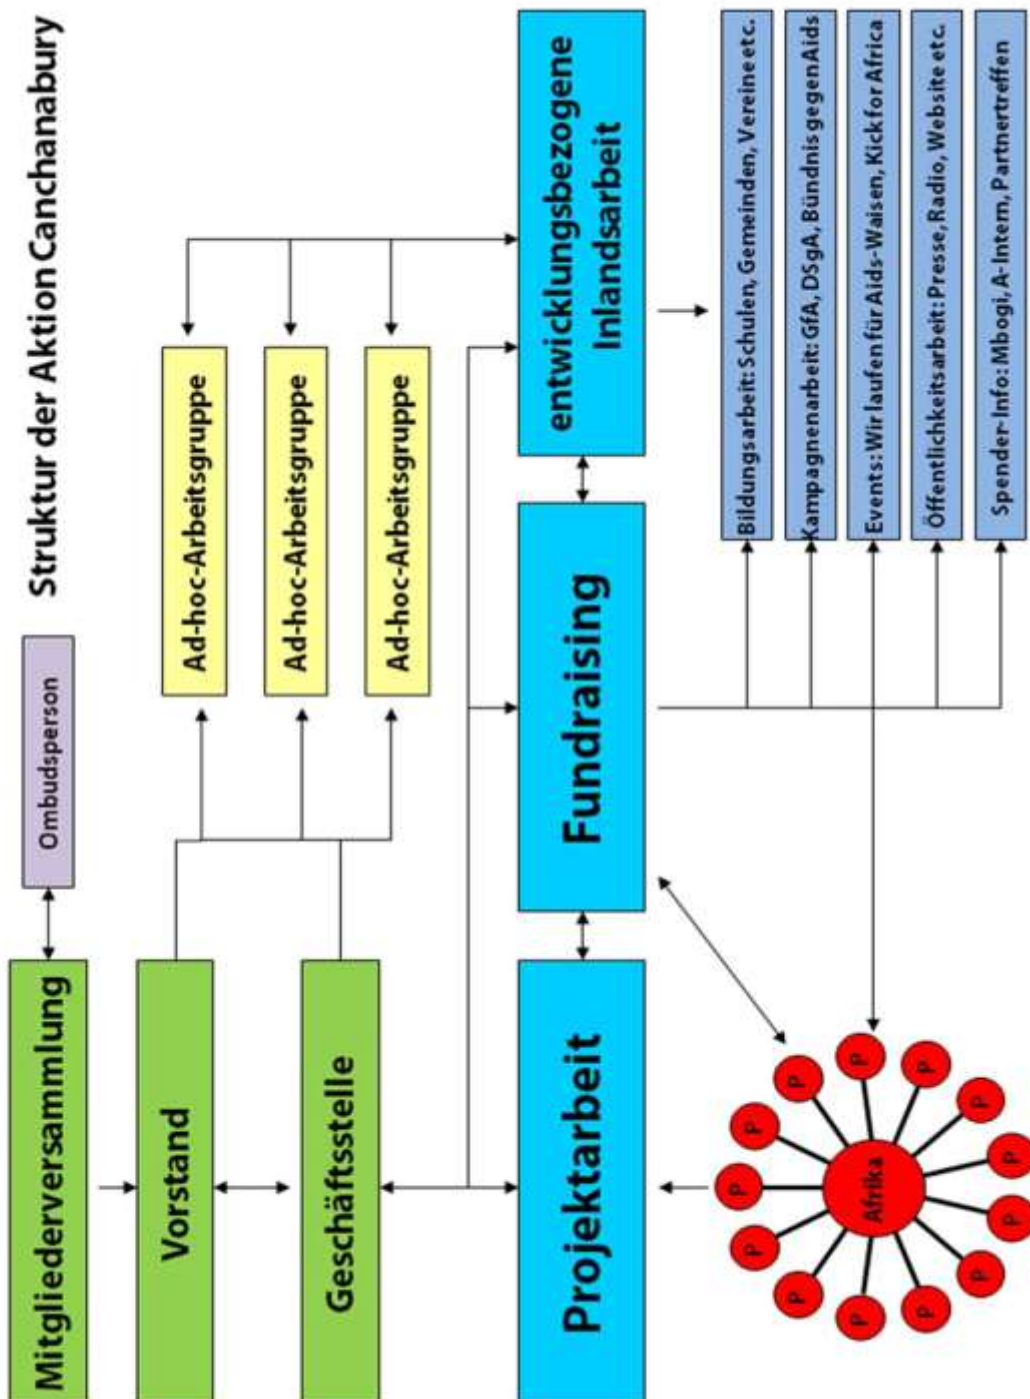 Mitgliederversammlung
Ombudsperson
Struktur der Aktion Canchanabury
Vorstand
Geschäftsstelle
Ad-hoc-Arbeitsgruppe
Ad-hoc-Arbeitsgruppe
Ad-hoc-Arbeitsgruppe
Projektarbeit
Fundraising
entwicklungsbezogene
Inlandsarbeit
P
P
P
P
P
P
Afrika
P
P
P
P
P
P
P
Bildungsarbeit: Schulen, Gemeinden, Vereine etc.
Kampagnenarbeit: GfA, DSgA, Bündnis gegen Aids
Events: Wir laufen für Aids-Waisen, Kick for Africa
Öffentlichkeitsarbeit: Presse, Radio, Website etc.
Spender-Info: Mbogi, A-Intern, Partnertreffen